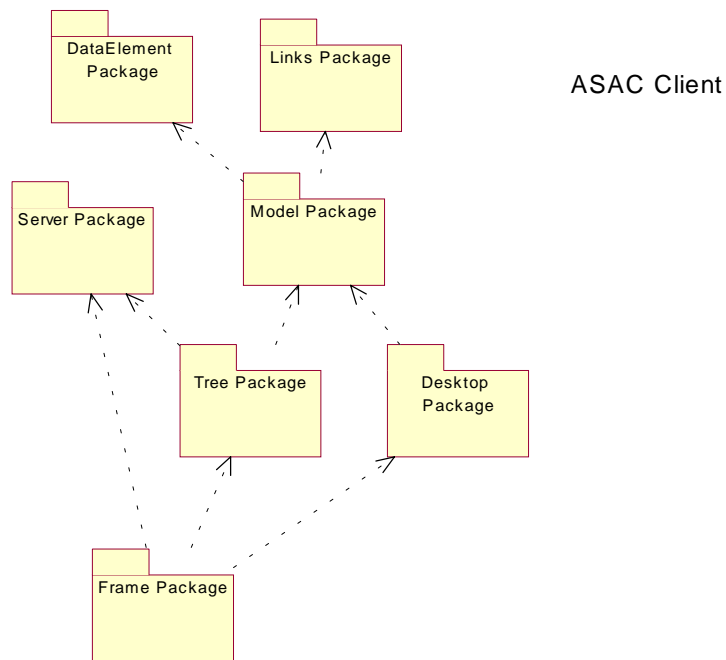 DataElement
Package
Links Package
ASAC Client
Server Package
Model Package
Tree Package
Desktop
Package
Frame Package